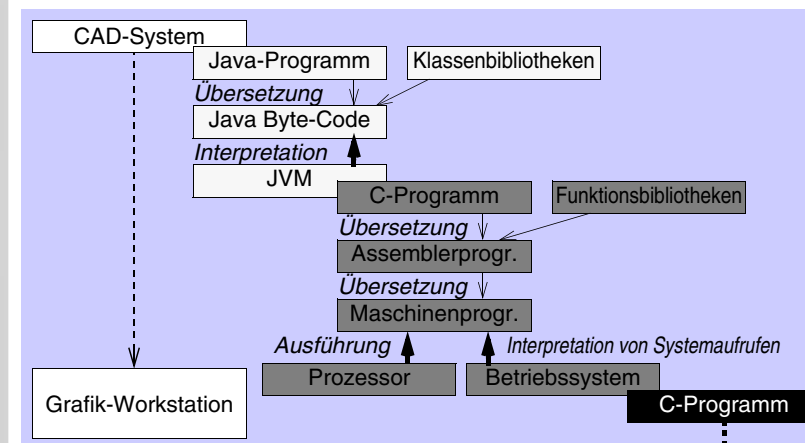 CAD-System
Java-Programm
Klassenbibliotheken
Übersetzung
Java Byte-Code
Interpretation
JVM
C-Programm
Funktionsbibliotheken
Übersetzung
Assemblerprogr.
Übersetzung
Maschinenprogr.
Ausführung
Interpretation von Systemaufrufen
Prozessor
Betriebssystem
Grafik-Workstation
C-Programm